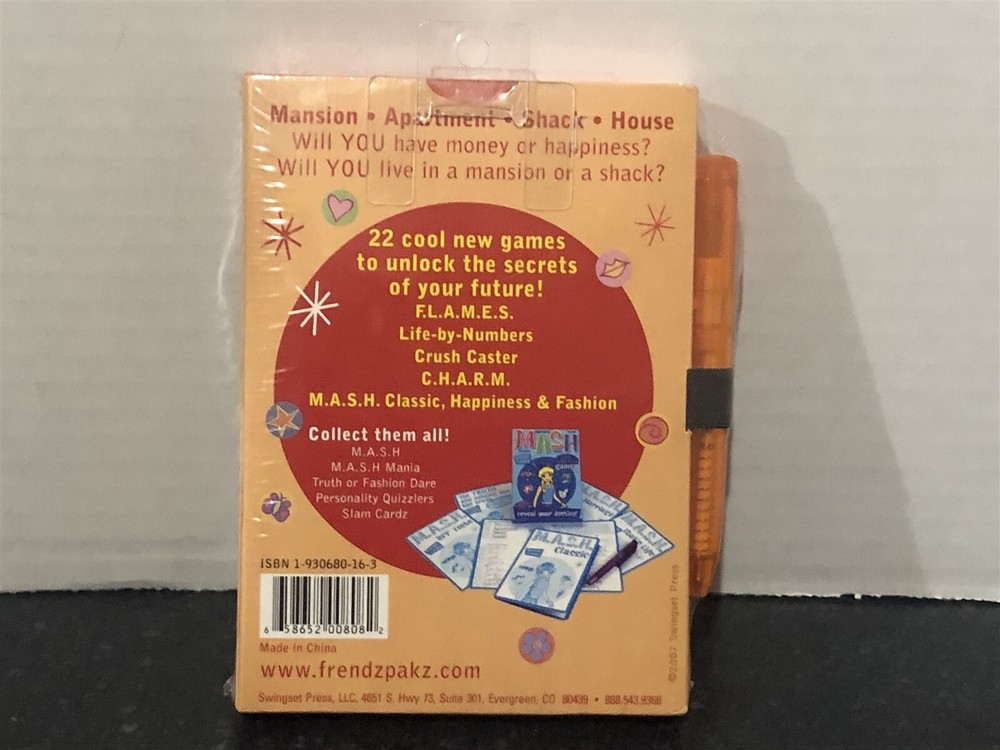 Mansion • Apartment • Shack • House
Will YOU have money or happiness?
Will YOU live in a mansion or a shack?
22 cool new games
to unlock the secrets
of your future!
F.L.A.M.E.S.
Life-by-Numbers
Crush Caster
C.H.A.R.M.
M.A.S.H. Classic, Happiness & Fashion
Collect them all!
M.A.S.H
M.A.S.H Mania
Truth or Fashion Dare
Personality Quizzlers
Slam Cardz
MASH
games
reveal your destiny!
M.A.S.H.
Classic
ISBN 1-930680-16-3
6 58652 00808 2
Made in China
www.frendzpakz.com
Swingset Press, LLC, 4651 S. Hwy 73, Suite 301, Evergreen, CO 80439 • 888.543.9366
©2007 Swingset Press